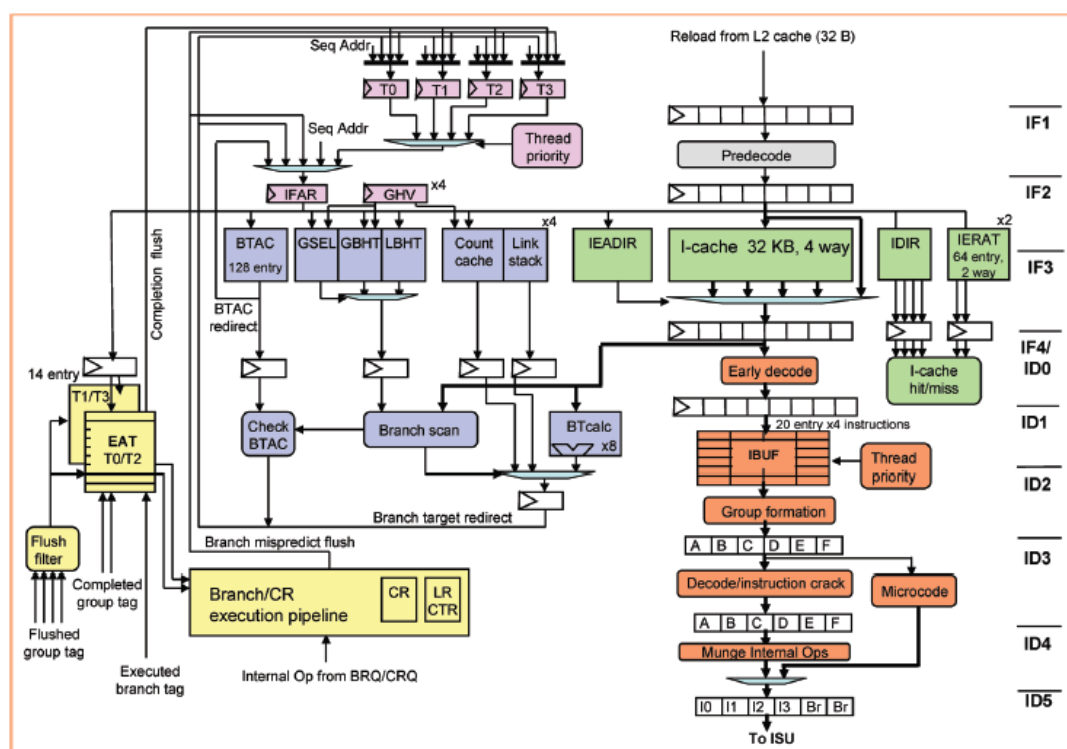 Seq Addr
Reload from L2 cache (32 B)
T0
T1
T2
T3
IF1
Seq Addr
Thread
priority
Predecode
IFAR
GHV
x4
IF2
Completion flush
BTAC
128 entry
GSEL
GBHT
LBHT
x4
Count
cache
Link
stack
IEADIR
I-cache 32 KB, 4 way
IDIR
x2
IERAT
64 entry,
2 way
IF3
BTAC
redirect
14 entry
IF4/
ID0
T1/T3
EAT
T0/T2
Early decode
I-cache
hit/miss
Check
BTAC
Branch scan
BTcalc
x8
ID1
20 entry x4 instructions
IBUF
Thread
priority
ID2
Branch target redirect
Group formation
Flush
filter
Branch mispredict flush
A B C D E F
ID3
Completed
group tag
Branch/CR
execution pipeline
CR
LR
CTR
Decode/instruction crack
Microcode
A B C D E F
ID4
Flushed
group tag
Munge Internal Ops
Executed
branch tag
Internal Op from BRQ/CRQ
I0 I1 I2 I3 Br Br
ID5
To ISU